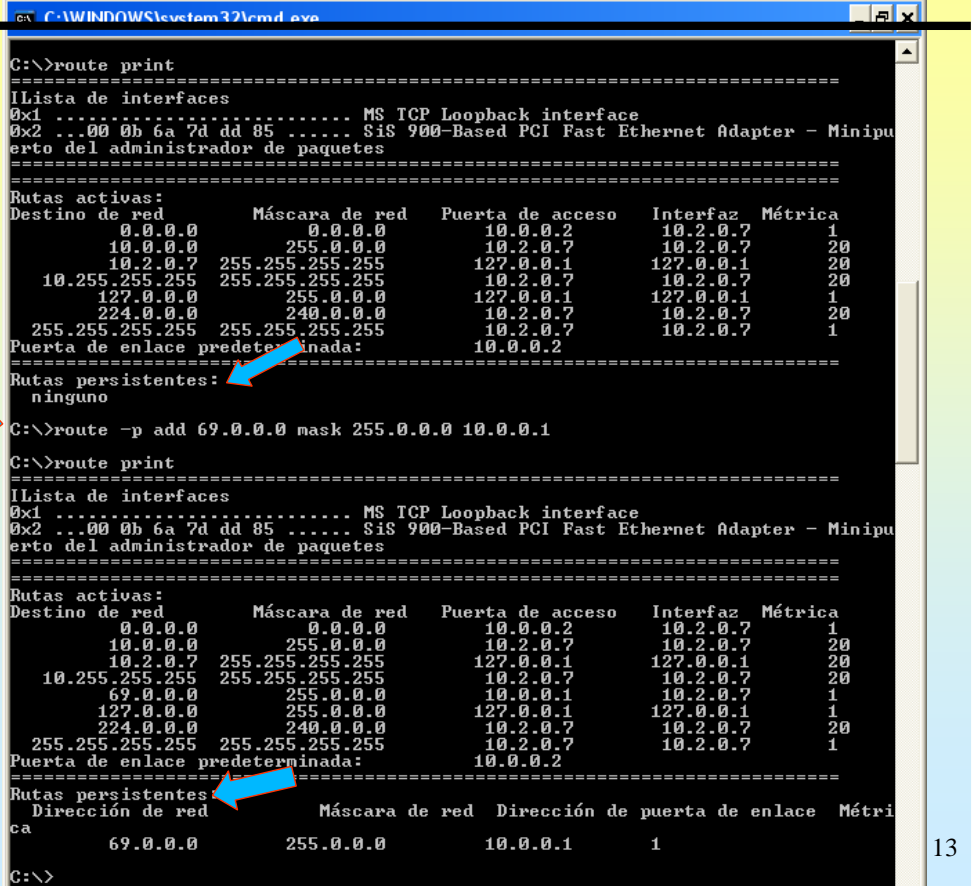 C:\WINDOWS\system32\cmd.exe
C:\>route print
===========================================================================
ILista de interfaces
0x1 ........................... MS TCP Loopback interface
0x2 ...00 0b 6a 7d dd 85 ...... SiS 900-Based PCI Fast Ethernet Adapter - Minipu
erto del administrador de paquetes
===========================================================================
===========================================================================
Rutas activas:
Destino de red Máscara de red Puerta de acceso Interfaz Métrica
0.0.0.0 0.0.0.0 10.0.0.2 10.2.0.7 1
10.0.0.0 255.0.0.0 10.2.0.7 10.2.0.7 20
10.2.0.7 255.255.255.255 127.0.0.1 127.0.0.1 20
10.255.255.255 255.255.255.255 10.2.0.7 10.2.0.7 20
127.0.0.0 255.0.0.0 127.0.0.1 127.0.0.1 1
224.0.0.0 240.0.0.0 10.2.0.7 10.2.0.7 20
255.255.255.255 255.255.255.255 10.2.0.7 10.2.0.7 1
Puerta de enlace predeterminada: 10.0.0.2
===========================================================================
Rutas persistentes:
ninguno
C:\>route -p add 69.0.0.0 mask 255.0.0.0 10.0.0.1
C:\>route print
===========================================================================
ILista de interfaces
0x1 ........................... MS TCP Loopback interface
0x2 ...00 0b 6a 7d dd 85 ...... SiS 900-Based PCI Fast Ethernet Adapter - Minipu
erto del administrador de paquetes
===========================================================================
===========================================================================
Rutas activas:
Destino de red Máscara de red Puerta de acceso Interfaz Métrica
0.0.0.0 0.0.0.0 10.0.0.2 10.2.0.7 1
10.0.0.0 255.0.0.0 10.2.0.7 10.2.0.7 20
10.2.0.7 255.255.255.255 127.0.0.1 127.0.0.1 20
10.255.255.255 255.255.255.255 10.2.0.7 10.2.0.7 20
69.0.0.0 255.0.0.0 10.0.0.1 10.2.0.7 1
127.0.0.0 255.0.0.0 127.0.0.1 127.0.0.1 1
224.0.0.0 240.0.0.0 10.2.0.7 10.2.0.7 20
255.255.255.255 255.255.255.255 10.2.0.7 10.2.0.7 1
Puerta de enlace predeterminada: 10.0.0.2
===========================================================================
Rutas persistentes:
Dirección de red Máscara de red Dirección de puerta de enlace Métri
ca
69.0.0.0 255.0.0.0 10.0.0.1 1
C:\>
13